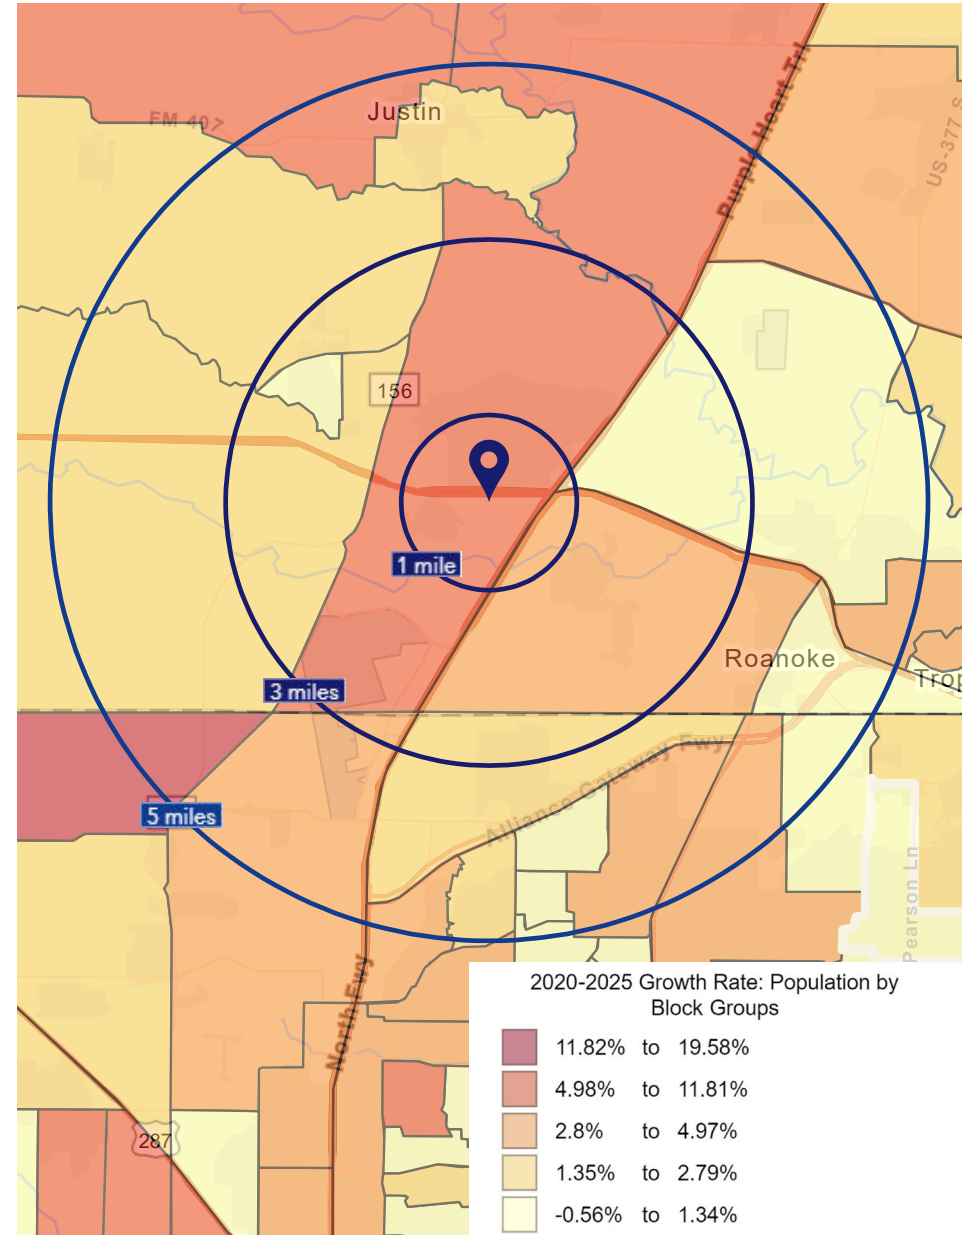 Justin
FM 407
Purple Heart Trl
US-377 S
156
1 mile
Roanoke
3 miles
Trop
Alliance Gateway Fwy
5 miles
Pearson Ln
North Fwy
287
2020-2025 Growth Rate: Population by
Block Groups
11.82% to 19.58%
4.98% to 11.81%
2.8% to 4.97%
1.35% to 2.79%
-0.56% to 1.34%